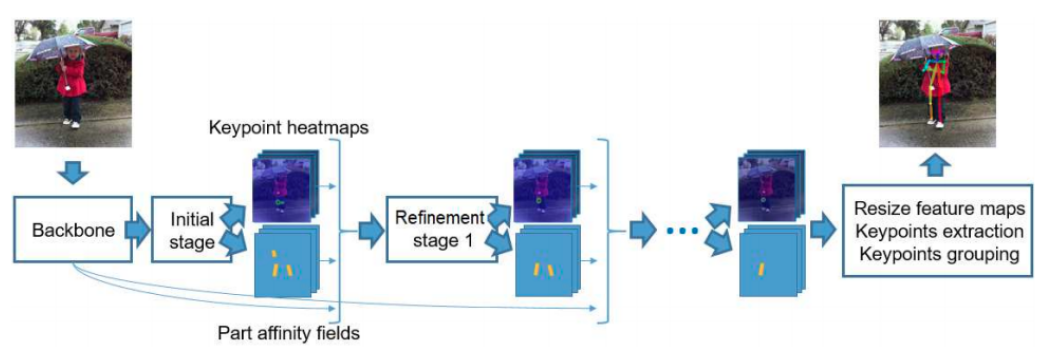 Keypoint heatmaps
Backbone
Initial
stage
Refinement
stage 1
Resize feature maps
Keypoints extraction
Keypoints grouping
Part affinity fields